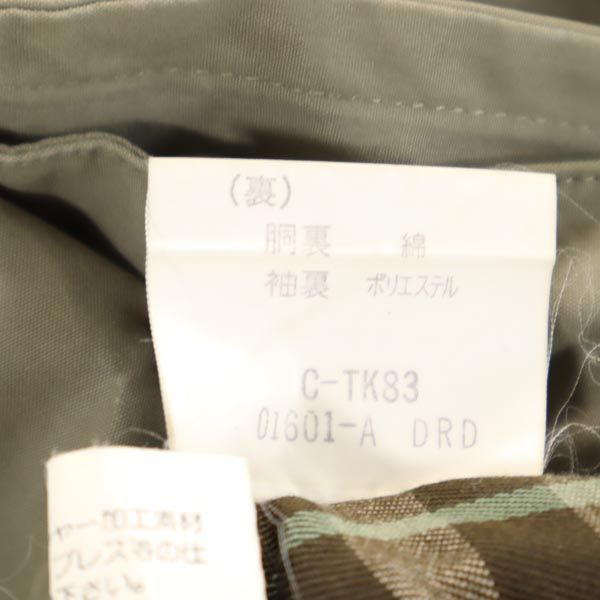 (裏)
胴裏 綿
袖裏 ポリエステル
C-TK83
01601-A DRD
ャー加工素材
プレス等の仕
下さい。